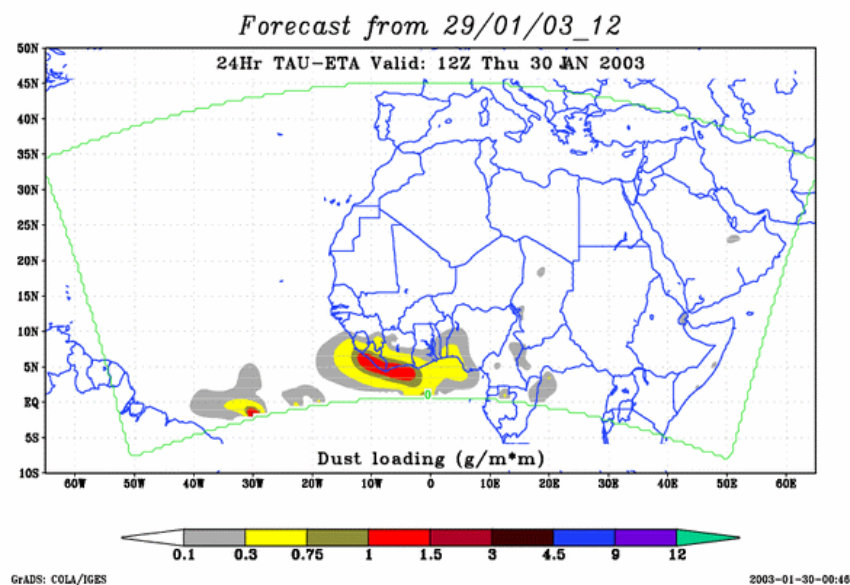 Forecast from 29/01/03_12
24Hr TAU-ETA Valid: 12Z Thu 30 JAN 2003
50N
45N
40N
35N
30N
25N
20N
15N
10N
5N
EQ
5S
10S
0
Dust loading (g/m*m)
60W 50W 40W 30W 20W 10W 0 10E 20E 30E 40E 50E 60E
0.1 0.3 0.75 1 1.5 3 4.5 9 12
GrADS: COLA/IGES 2003-01-30-00:46